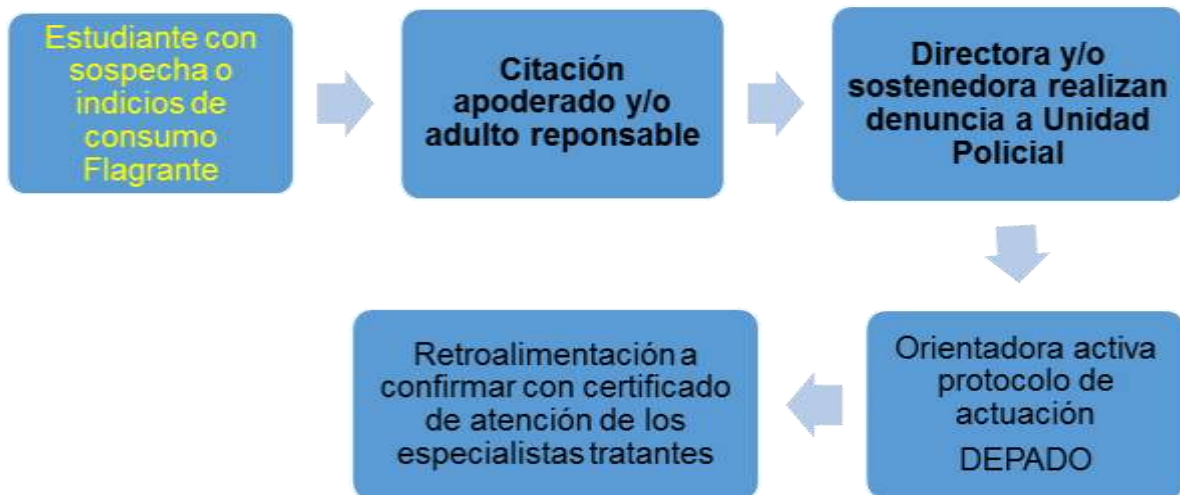 Estudiante con
sospecha o
indicios de
consumo
Flagrante
Citación
apoderado y/o
adulto reponsable
Directora y/o
sostenedora realizan
denuncia a Unidad
Policial
Orientadora activa
protocolo de
actuación
DEPADO
Retroalimentación a
confirmar con certificado
de atención de los
especialistas tratantes